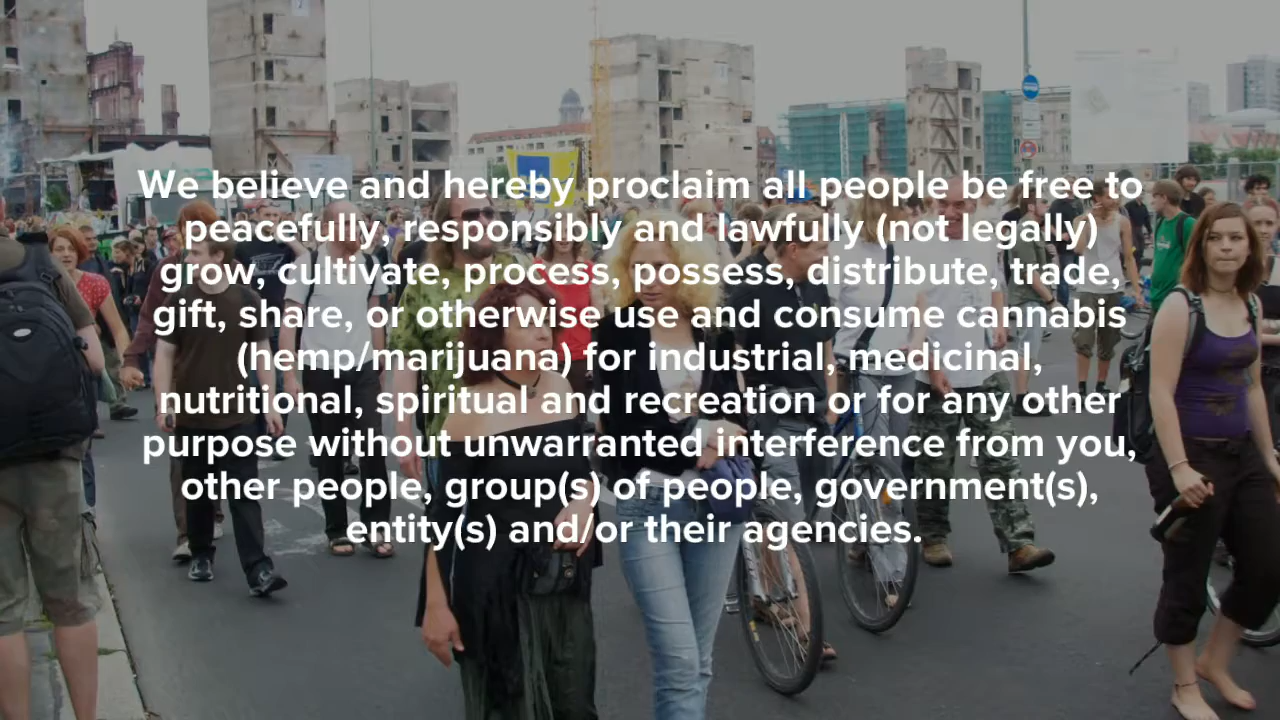 We believe and hereby proclaim all people be free to
peacefully, responsibly and lawfully (not legally)
grow, cultivate, process, possess, distribute, trade,
gift, share, or otherwise use and consume cannabis
(hemp/marijuana) for industrial, medicinal,
nutritional, spiritual and recreation or for any other
purpose without unwarranted interference from you,
other people, group(s) of people, government(s),
entity(s) and/or their agencies.